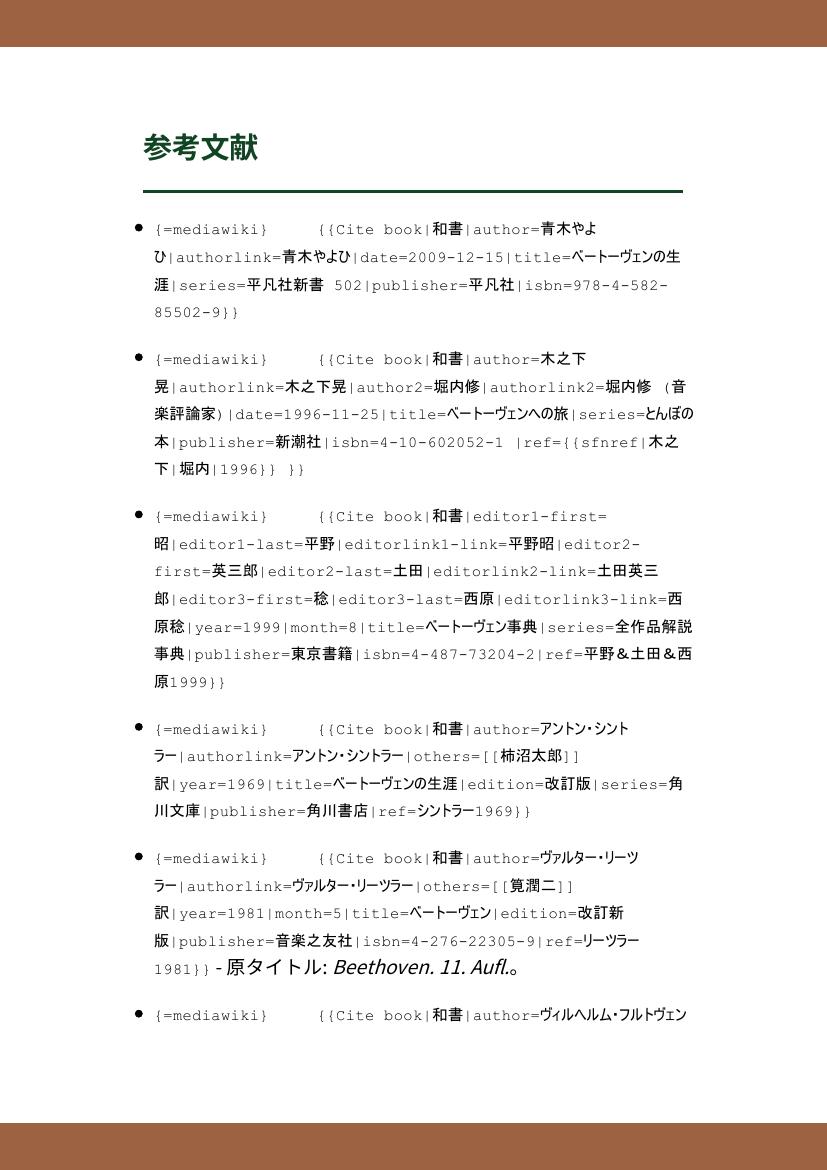 参考文献
{=mediawiki} {{Cite book|和書|author=青木やよ
ひ|authorlink=青木やよひ|date=2009-12-15|title=ベートーヴェンの生
涯|series=平凡社新書 502|publisher=平凡社|isbn=978-4-582-
85502-9}}
{=mediawiki} {{Cite book|和書|author=木之下
晃|authorlink=木之下晃|author2=堀内修|authorlink2=堀内修 (音
楽評論家)|date=1996-11-25|title=ベートーヴェンへの旅|series=とんぼの
本|publisher=新潮社|isbn=4-10-602052-1 |ref={{sfnref|木之
下|堀内|1996}} }}
{=mediawiki} {{Cite book|和書|editor1-first=
昭|editor1-last=平野|editorlink1-link=平野昭|editor2-
first=英三郎|editor2-last=土田|editorlink2-link=土田英三
郎|editor3-first=稔|editor3-last=西原|editorlink3-link=西
原稔|year=1999|month=8|title=ベートーヴェン事典|series=全作品解説
事典|publisher=東京書籍|isbn=4-487-73204-2|ref=平野&土田&西
原1999}}
{=mediawiki} {{Cite book|和書|author=アントン・シント
ラー|authorlink=アントン・シントラー|others=[[柿沼太郎]]
訳|year=1969|title=ベートーヴェンの生涯|edition=改訂版|series=角
川文庫|publisher=角川書店|ref=シントラー1969}}
{=mediawiki} {{Cite book|和書|author=ヴァルター・リーツ
ラー|authorlink=ヴァルター・リーツラー|others=[[筧潤二]]
訳|year=1981|month=5|title=ベートーヴェン|edition=改訂新
版|publisher=音楽之友社|isbn=4-276-22305-9|ref=リーツラー
1981}} - 原タイトル: Beethoven. 11. Aufl.。
{=mediawiki} {{Cite book|和書|author=ヴィルヘルム・フルトヴェン